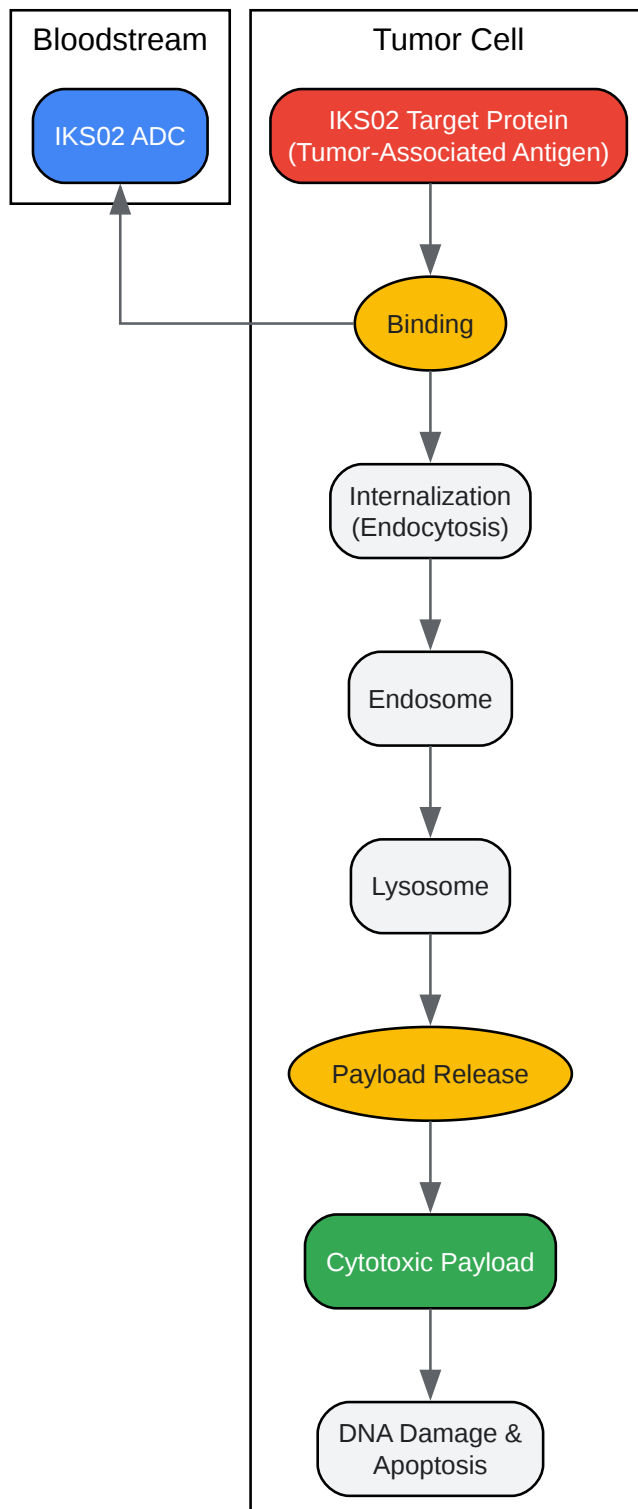 Bloodstream
IKS02 ADC
Tumor Cell
IKS02 Target Protein
(Tumor-Associated Antigen)
Binding
Internalization
(Endocytosis)
Endosome
Lysosome
Payload Release
Cytotoxic Payload
DNA Damage &
Apoptosis